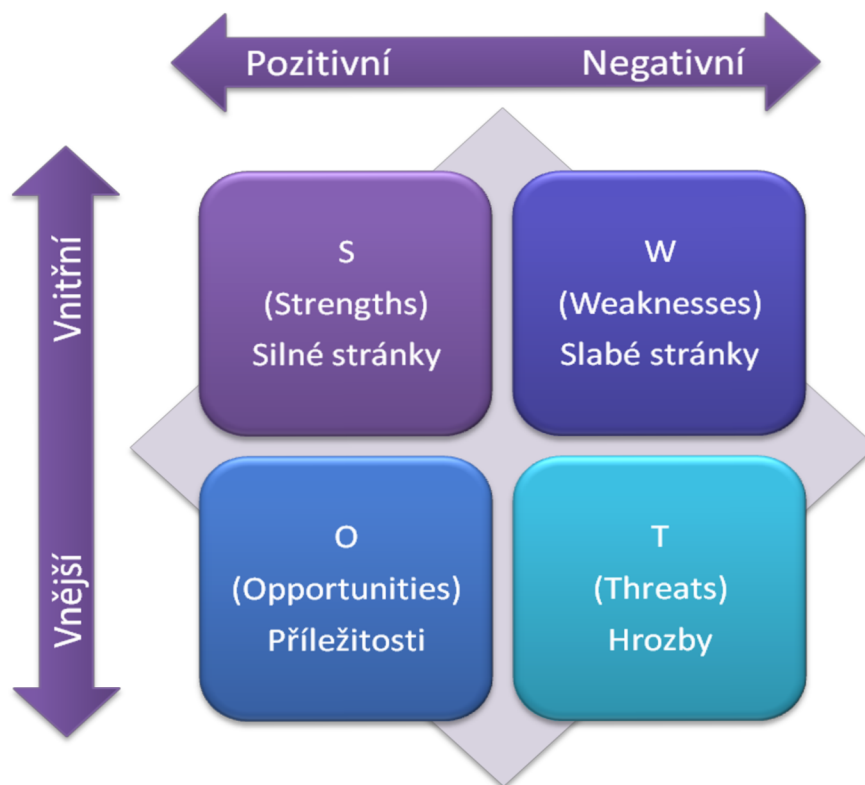 Pozitivní Negativní
Vnitřní
Vnější
S
(Strengths)
Silné stránky
W
(Weaknesses)
Slabé stránky
O
(Opportunities)
Příležitosti
T
(Threats)
Hrozby